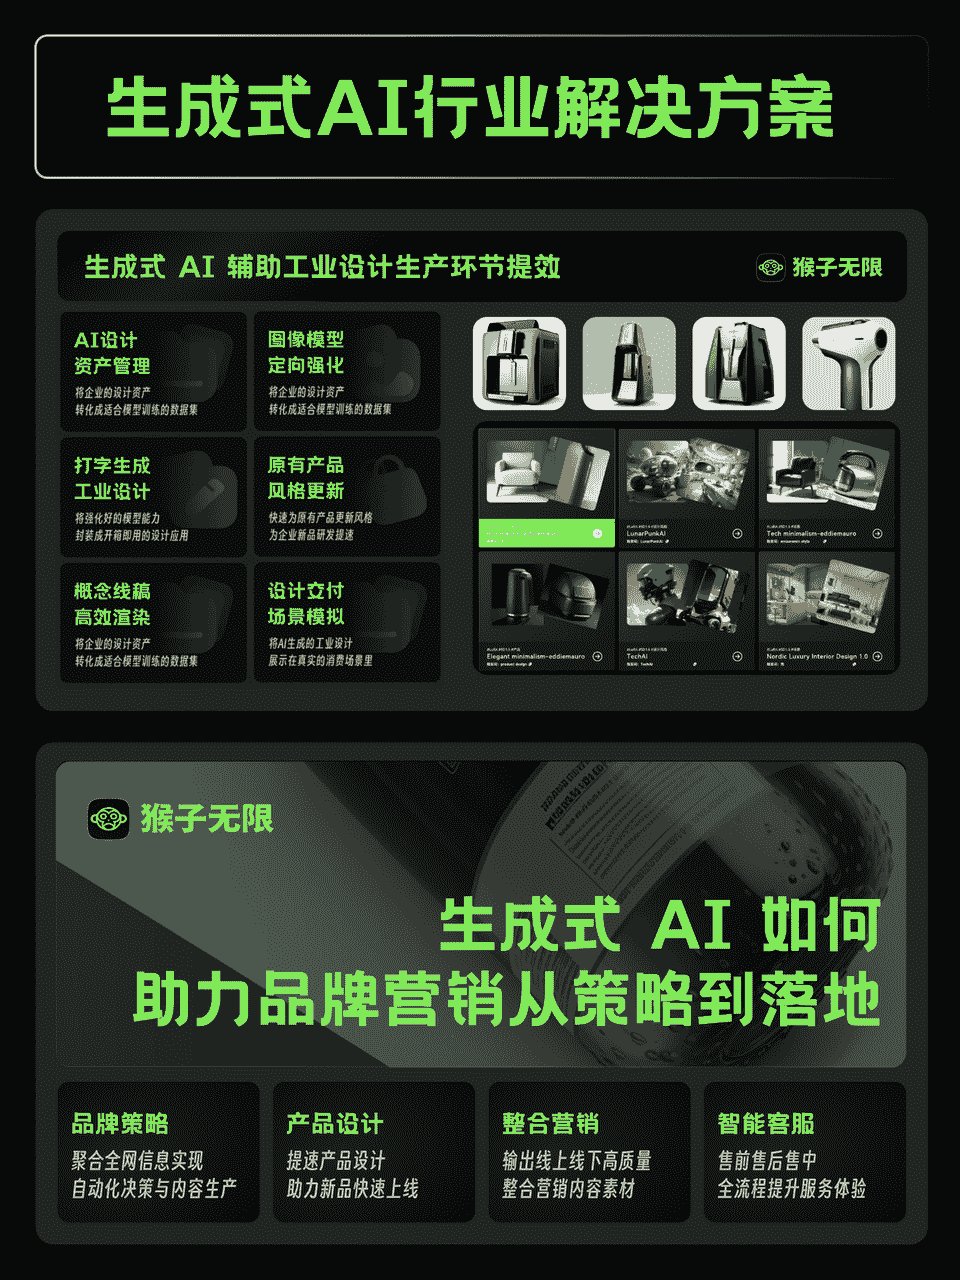 生成式AI行业解决方案
生成式 AI 辅助工业设计生产环节提效
猴子无限
AI设计
资产管理
将企业的设计资产
转化成适合模型训练的数据集
图像模型
定向强化
将企业的设计资产
转化成适合模型训练的数据集
打字生成
工业设计
将强化好的模型能力
封装成开箱即用的设计应用
原有产品
风格更新
快速为原有产品更新风格
为企业新品研发提速
概念线稿
高效渲染
将企业的设计资产
转化成适合模型训练的数据集
设计交付
场景模拟
将AI生成的工业设计
展示在真实的消费场景里
LunarPunkAI
Tech minimalism-eddiemauro
Elegant minimalism-eddiemauro
TechAI
Nordic Luxury Interior Design 1.0
猴子无限
生成式 AI 如何
助力品牌营销从策略到落地
品牌策略
聚合全网信息实现
自动化决策与内容生产
产品设计
提速产品设计
助力新品快速上线
整合营销
输出线上线下高质量
整合营销内容素材
智能客服
售前售后售中
全流程提升服务体验